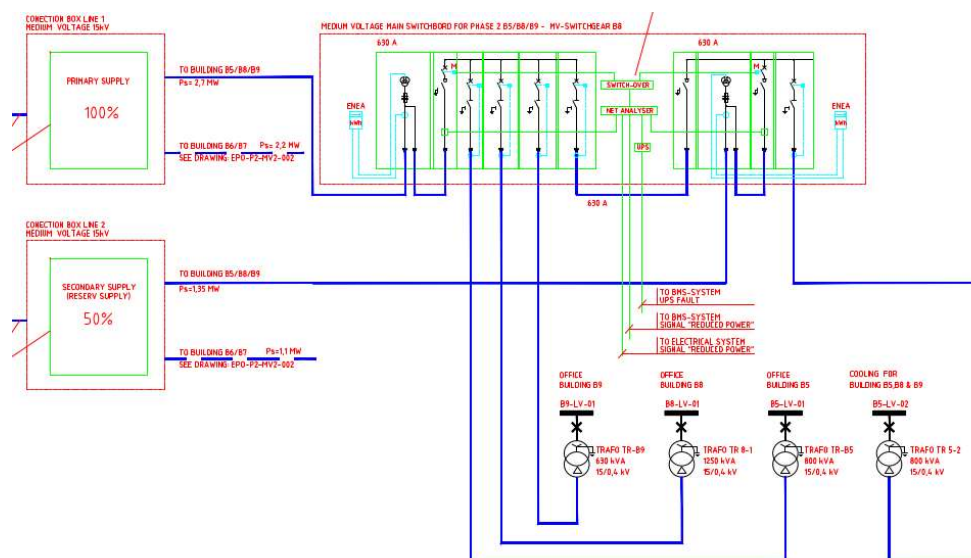 CONECTION BOX LINE 1
MEDIUM VOLTAGE 15kV
PRIMARY SUPPLY
100%
TO BUILDING B5/B8/B9
Ps= 2,7 MW
TO BUILDING B6/B7 Ps= 2,2 MW
SEE DRAWING: EPO-P2-MV2-002
MEDIUM VOLTAGE MAIN SWITCHBORD FOR PHASE 2 B5/B8/B9 - MV-SWITCHGEAR B8
630 A
630 A
M
M
SWITCH-OVER
NET ANALYSER
UPS
ENEA
kWh
ENEA
kWh
630 A
CONECTION BOX LINE 2
MEDIUM VOLTAGE 15kV
SECONDARY SUPPLY
(RESERV SUPPLY)
50%
TO BUILDING B5/B8/B9
Ps=1,35 MW
TO BUILDING B6/B7 Ps=1,1 MW
SEE DRAWING: EPO-P2-MV2-002
TO BMS-SYSTEM
UPS FAULT
TO BMS-SYSTEM
SIGNAL "REDUCED POWER"
TO ELECTRICAL SYSTEM
SIGNAL "REDUCED POWER"
OFFICE
BUILDING B9
B9-LV-01
TRAFO TR-B9
630 kVA
15/0,4 kV
OFFICE
BUILDING B8
B8-LV-01
TRAFO TR 8-1
1250 kVA
15/0,4 kV
OFFICE
BUILDING B5
B5-LV-01
TRAFO TR-B5
800 kVA
15/0,4 kV
COOLING FOR
BUILDING B5,B8 & B9
B5-LV-02
TRAFO TR 5-2
800 kVA
15/0,4 kV